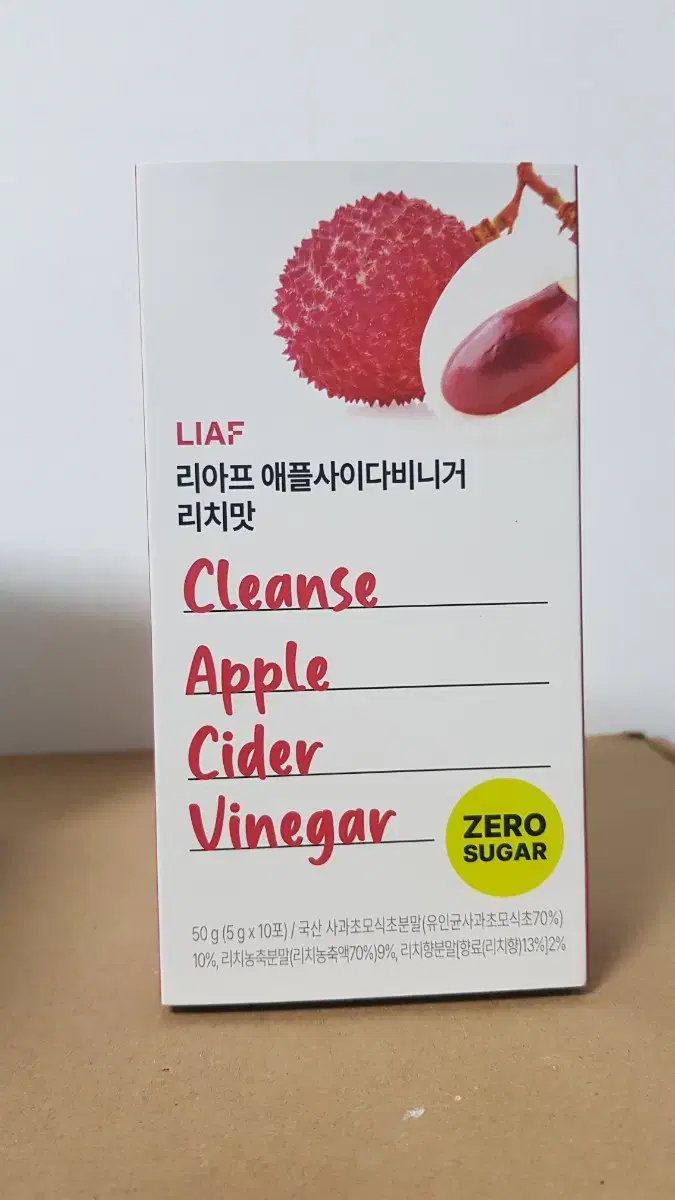 LIAF
리아프 애플사이다비니거
리치맛
Cleanse
Apple
Cider
Vinegar
ZERO
SUGAR
50 g (5 g x 10포) / 국산 사과초모식초분말(유인균사과초모식초70%)
10%, 리치농축분말(리치농축액70%)9%, 리치향분말[향료(리치향)13%]2%